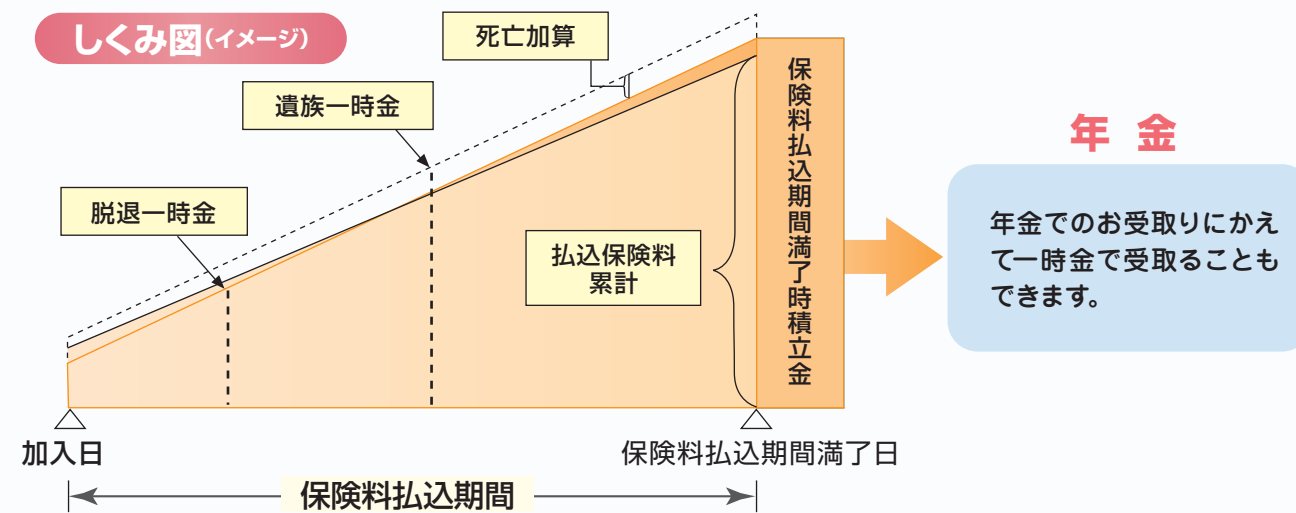 しくみ図(イメージ)
死亡加算
遺族一時金
脱退一時金
払込保険料
累計
保険料払込期間満了時積立金
年金
年金でのお受取りにかえ
て一時金で受取ることも
できます。
加入日
保険料払込期間満了日
保険料払込期間